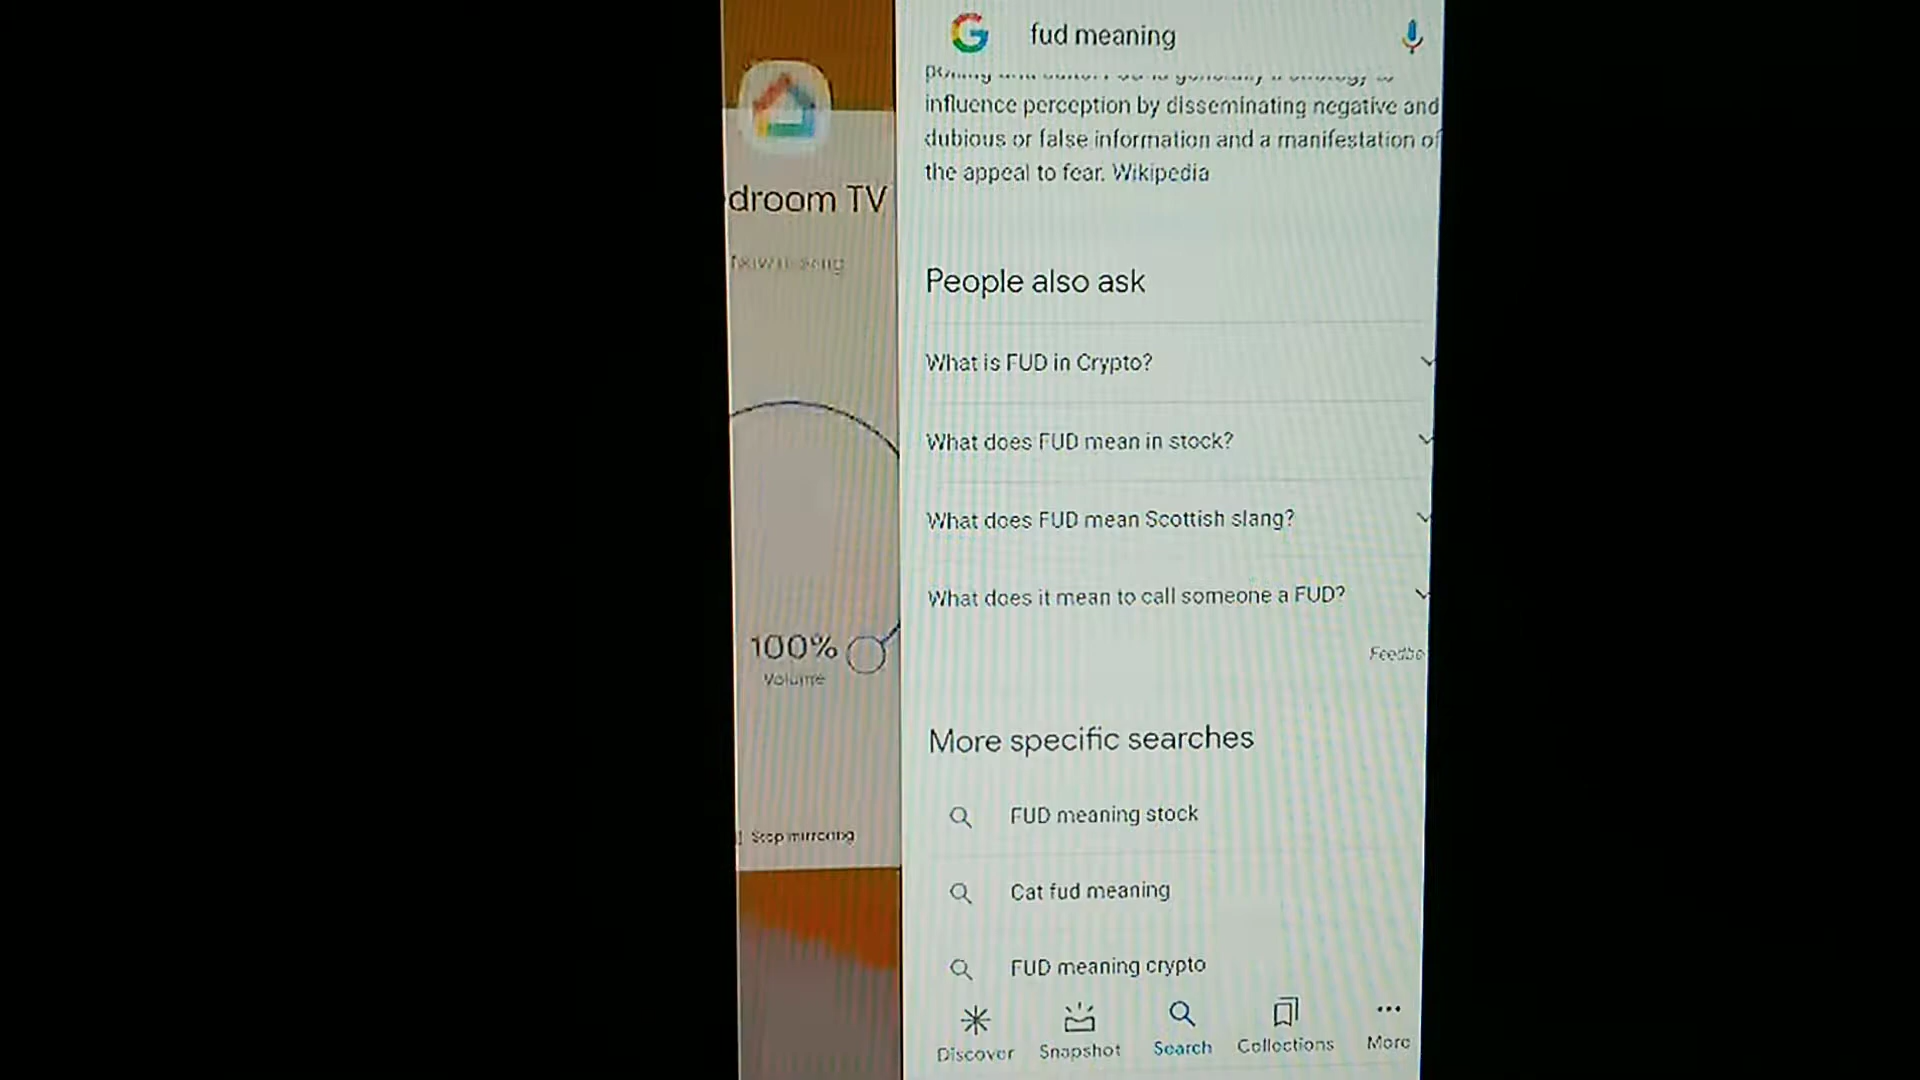 fud meaning
influence perception by disseminating negative and
dubious or false information and a manifestation of
the appeal to fear. Wikipedia
People also ask
What is FUD in Crypto?
What does FUD mean in stock?
What does FUD mean Scottish slang?
What does it mean to call someone a FUD?
Feedba
More specific searches
FUD meaning stock
Cat fud meaning
FUD meaning crypto
Discover
Snapshot
Search
Collections
More
droom TV
100%
Volume
Stop mirroring